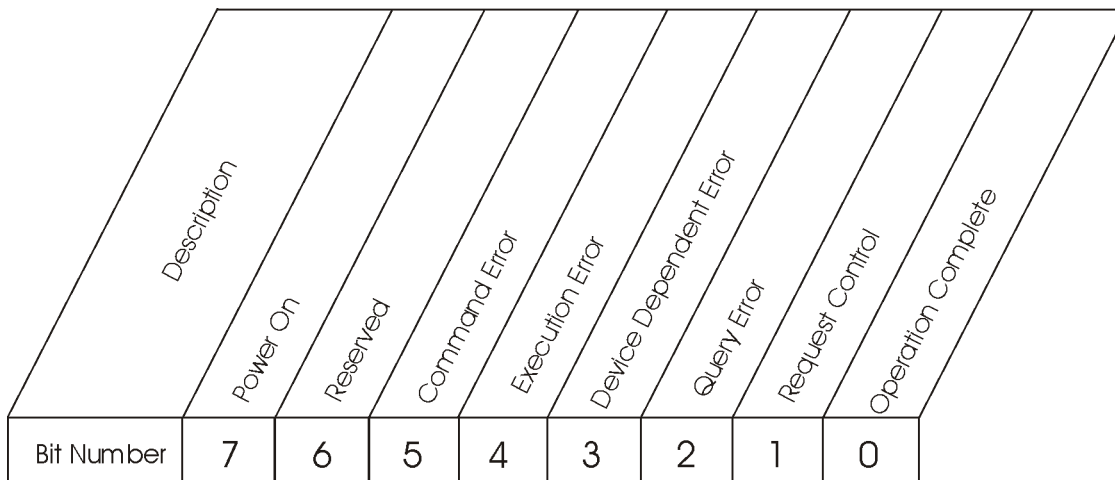 Description
Power On
Reserved
Command Error
Execution Error
Device Dependent Error
Query Error
Request Control
Operation Complete
Bit Number 7 6 5 4 3 2 1 0